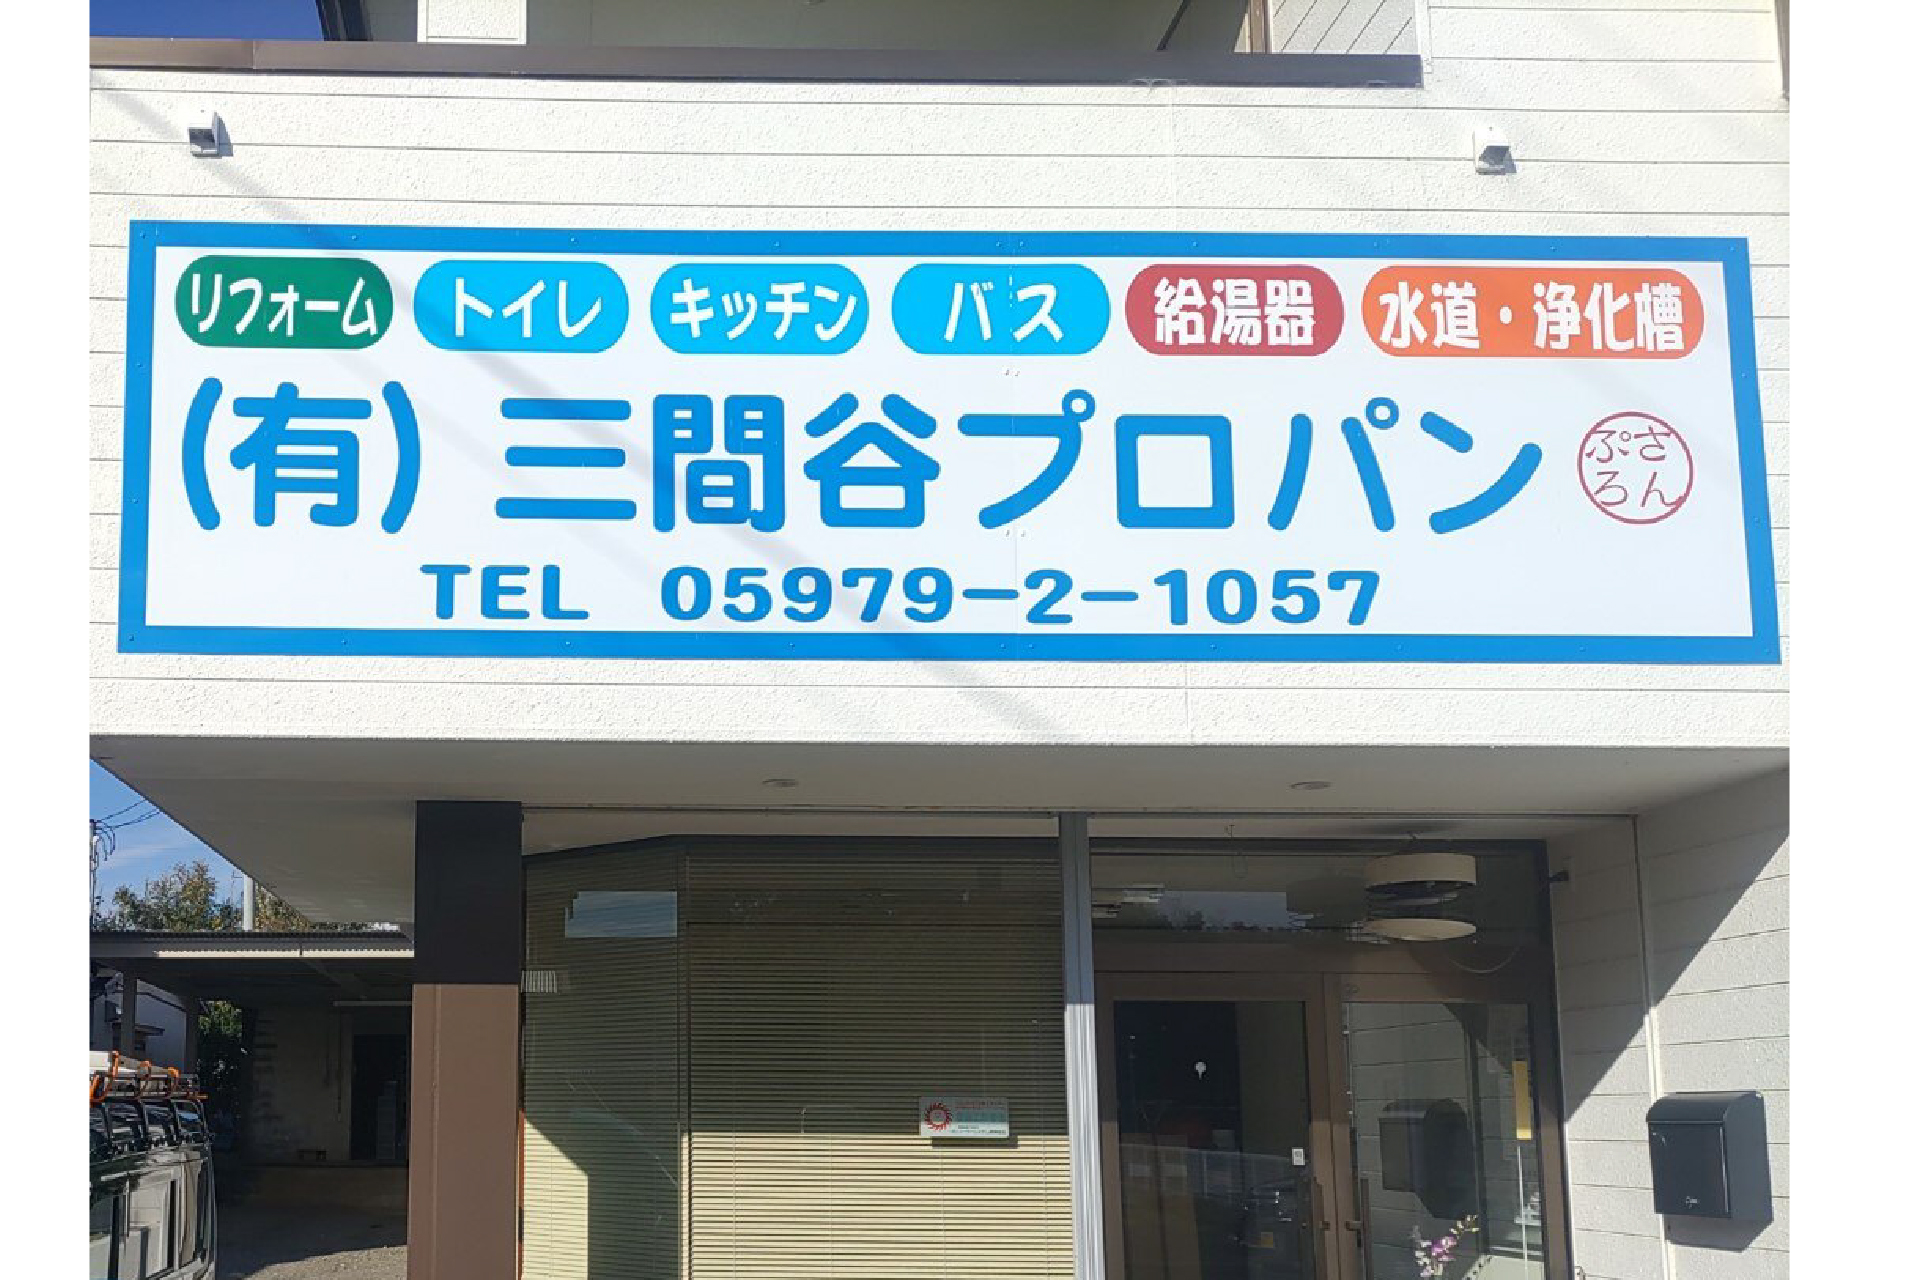 リフォーム トイレ キッチン バス 給湯器 水道・浄化槽
(有)三間谷プロパン
さん
ぷろ
TEL 05979-2-1057